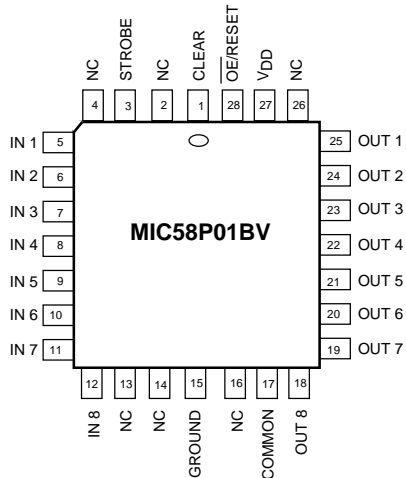 NC STROBE NC CLEAR OE/RESET VDD NC
4 3 2 1 28 27 26
IN 1 5 25 OUT 1
IN 2 6 24 OUT 2
IN 3 7 23 OUT 3
MIC58P01BV
IN 4 8 22 OUT 4
IN 5 9 21 OUT 5
IN 6 10 20 OUT 6
IN 7 11 19 OUT 7
12 13 14 15 16 17 18
IN 8 NC NC GROUND NC COMMON OUT 8